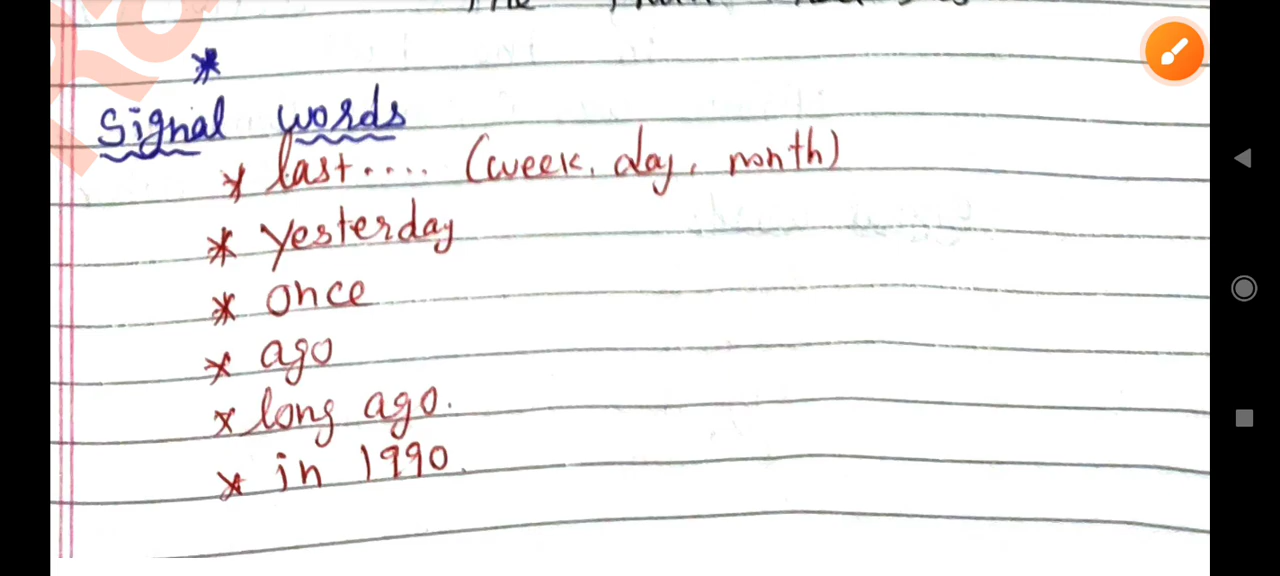 *
Signal words
* last.... (week, day, month)
* yesterday
* once
* ago
* long ago.
* in 1990.